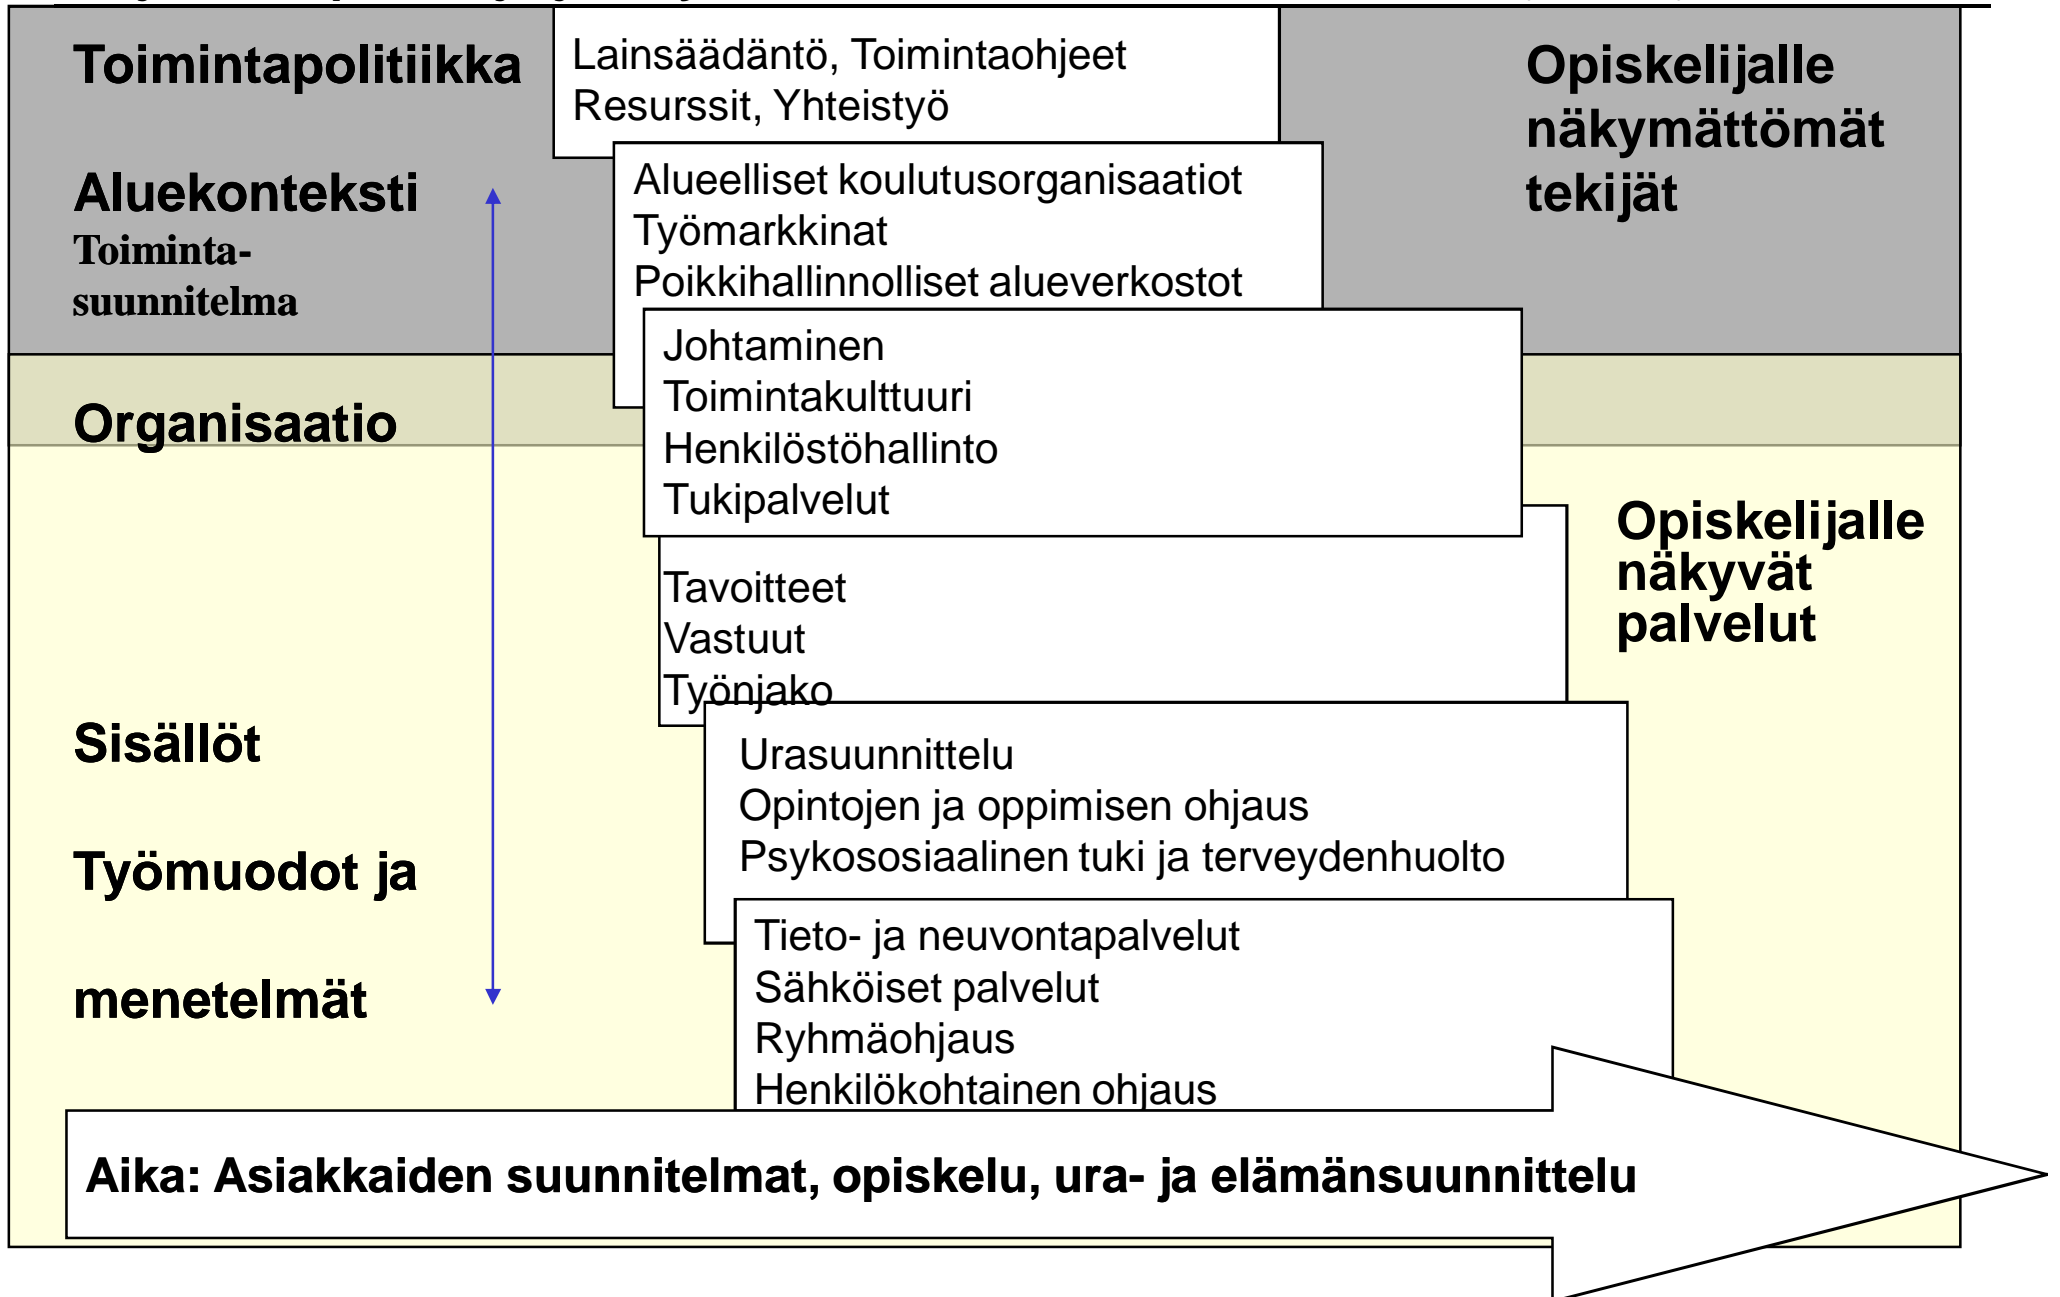 Toimintapolitiikka
Lainsäädäntö, Toimintaohjeet
Resurssit, Yhteistyö
Opiskelijalle
näkymättömät
tekijät
Aluekonteksti
Toiminta-
suunnitelma
Alueelliset koulutusorganisaatiot
Työmarkkinat
Poikkihallinnolliset alueverkostot
Organisaatio
Johtaminen
Toimintakulttuuri
Henkilöstöhallinto
Tukipalvelut
Opiskelijalle
näkyvät
palvelut
Tavoitteet
Vastuut
Työnjako
Sisällöt
Urasuunnittelu
Opintojen ja oppimisen ohjaus
Psykososiaalinen tuki ja terveydenhuolto
Työmuodot ja
menetelmät
Tieto- ja neuvontapalvelut
Sähköiset palvelut
Ryhmäohjaus
Henkilökohtainen ohjaus
Aika: Asiakkaiden suunnitelmat, opiskelu, ura- ja elämänsuunnittelu